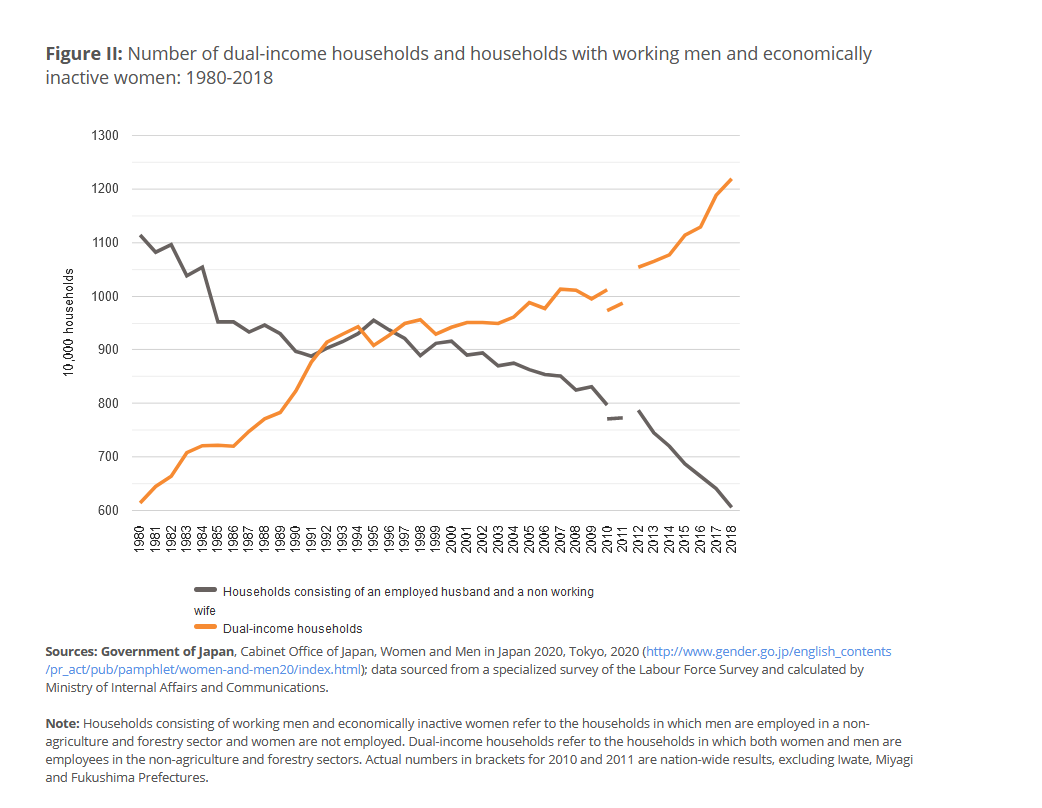 Figure II: Number of dual-income households and households with working men and economically
inactive women: 1980-2018
1300
1200
1100
1000
900
800
700
600
10,000 households
1980 1981 1982 1983 1984 1985 1986 1987 1988 1989 1990 1991 1992 1993 1994 1995 1996 1997 1998 1999 2000 2001 2002 2003 2004 2005 2006 2007 2008 2009 2010 2011 2012 2013 2014 2015 2016 2017 2018
Households consisting of an employed husband and a non working
wife
Dual-income households
Sources: Government of Japan, Cabinet Office of Japan, Women and Men in Japan 2020, Tokyo, 2020 (http://www.gender.go.jp/english_contents
/pr_act/pub/pamphlet/women-and-men20/index.html); data sourced from a specialized survey of the Labour Force Survey and calculated by
Ministry of Internal Affairs and Communications.
Note: Households consisting of working men and economically inactive women refer to the households in which men are employed in a non-
agriculture and forestry sector and women are not employed. Dual-income households refer to the households in which both women and men are
employees in the non-agriculture and forestry sectors. Actual numbers in brackets for 2010 and 2011 are nation-wide results, excluding Iwate, Miyagi
and Fukushima Prefectures.